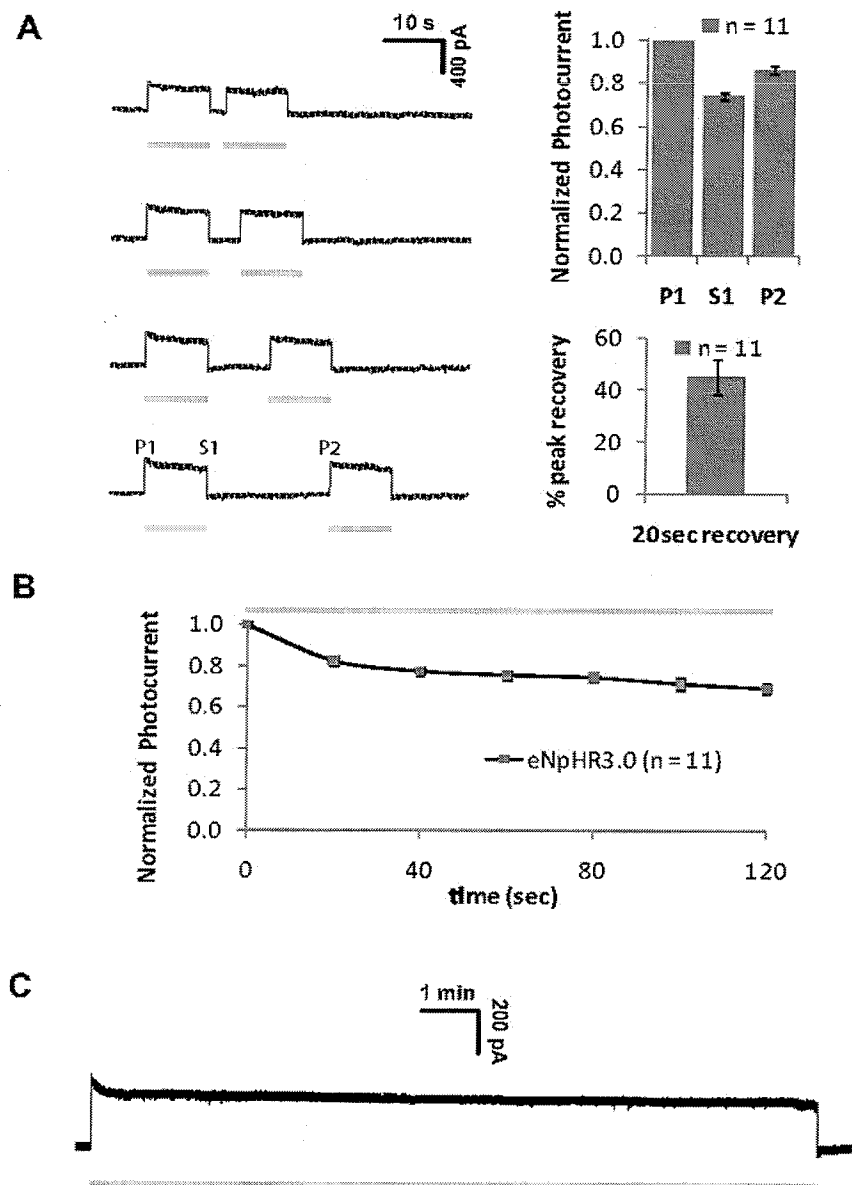 A
10 s
400 pA
n = 11
1.0
0.8
0.6
0.4
0.2
0.0
Normalized Photocurrent
P1 S1 P2
P1 S1 P2
n = 11
60
40
20
0
% peak recovery
20sec recovery
B
1.0
0.8
0.6
0.4
0.2
0.0
Normalized Photocurrent
eNpHR3.0 (n = 11)
0 40 80 120
time (sec)
C
1 min
200 pA